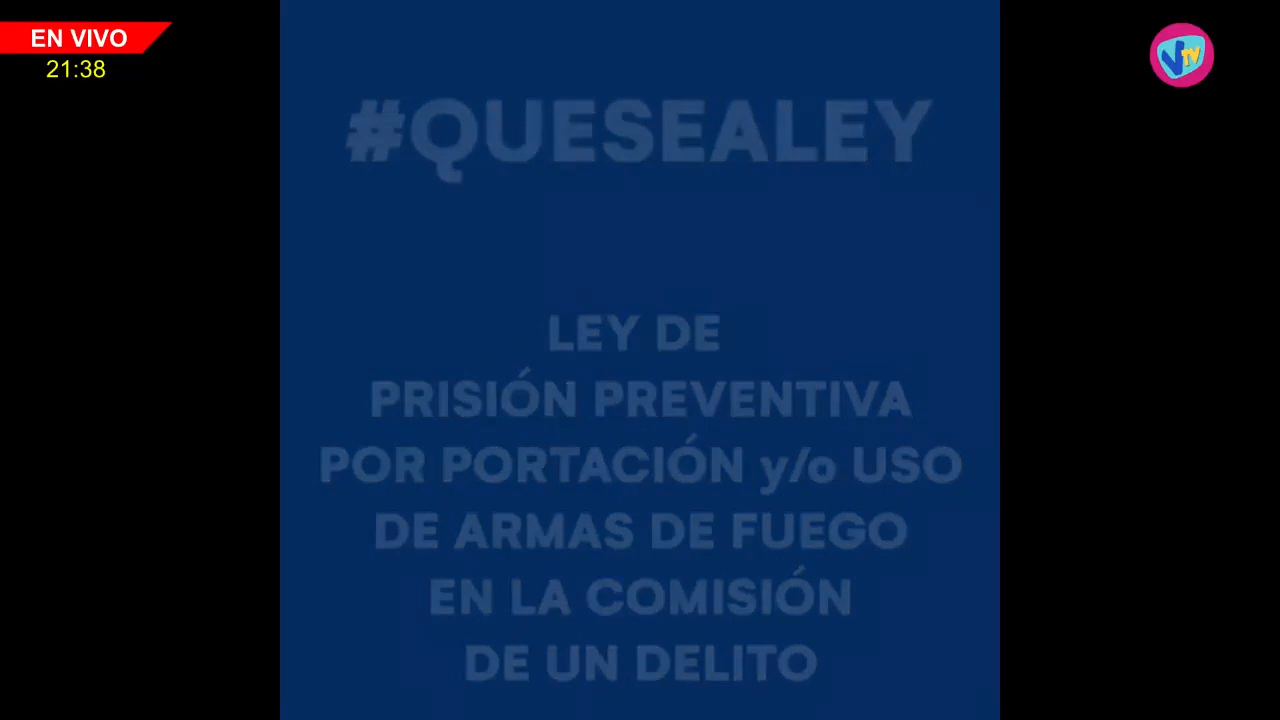 EN VIVO
21:38
VTV
#QUESEALEY
LEY DE
PRISIÓN PREVENTIVA
POR PORTACIÓN y/o USO
DE ARMAS DE FUEGO
EN LA COMISIÓN
DE UN DELITO